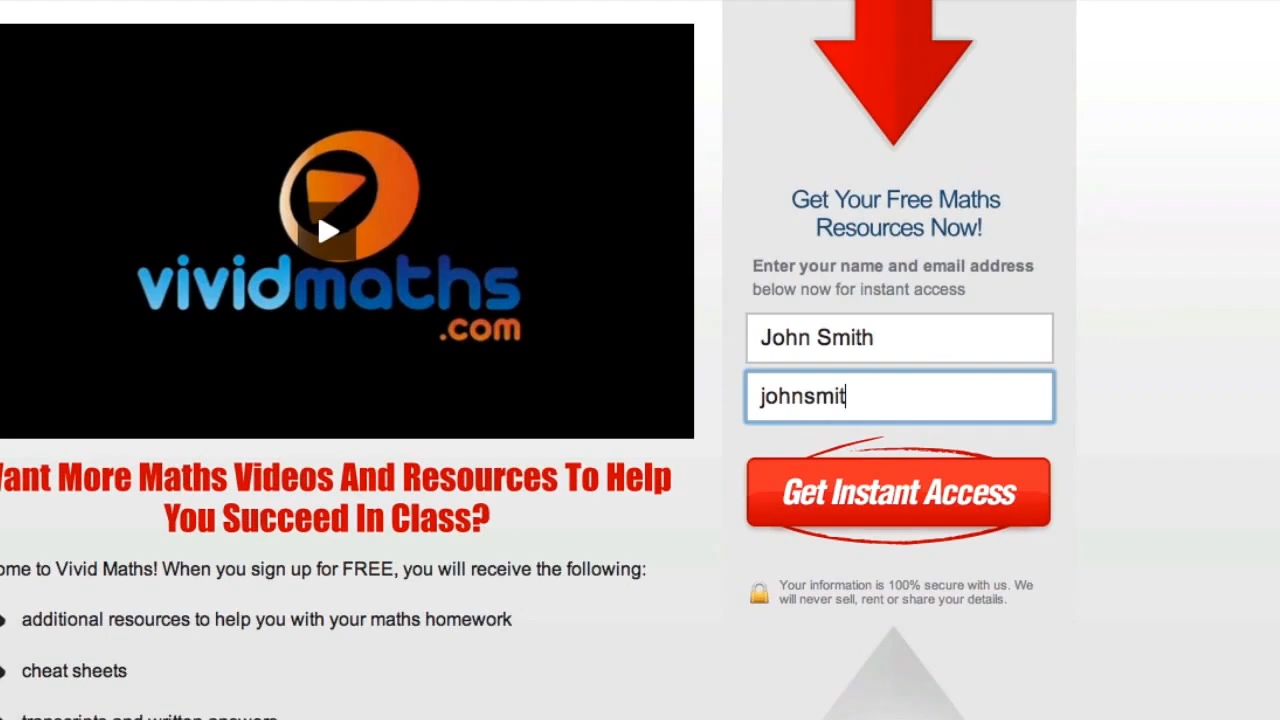 vividmaths
.com
Want More Maths Videos And Resources To Help
You Succeed In Class?
ome to Vivid Maths! When you sign up for FREE, you will receive the following:
additional resources to help you with your maths homework
cheat sheets
transcripts and written answers
Get Your Free Maths
Resources Now!
Enter your name and email address
below now for instant access
John Smith
johnsmit
Get Instant Access
Your information is 100% secure with us. We
will never sell, rent or share your details.